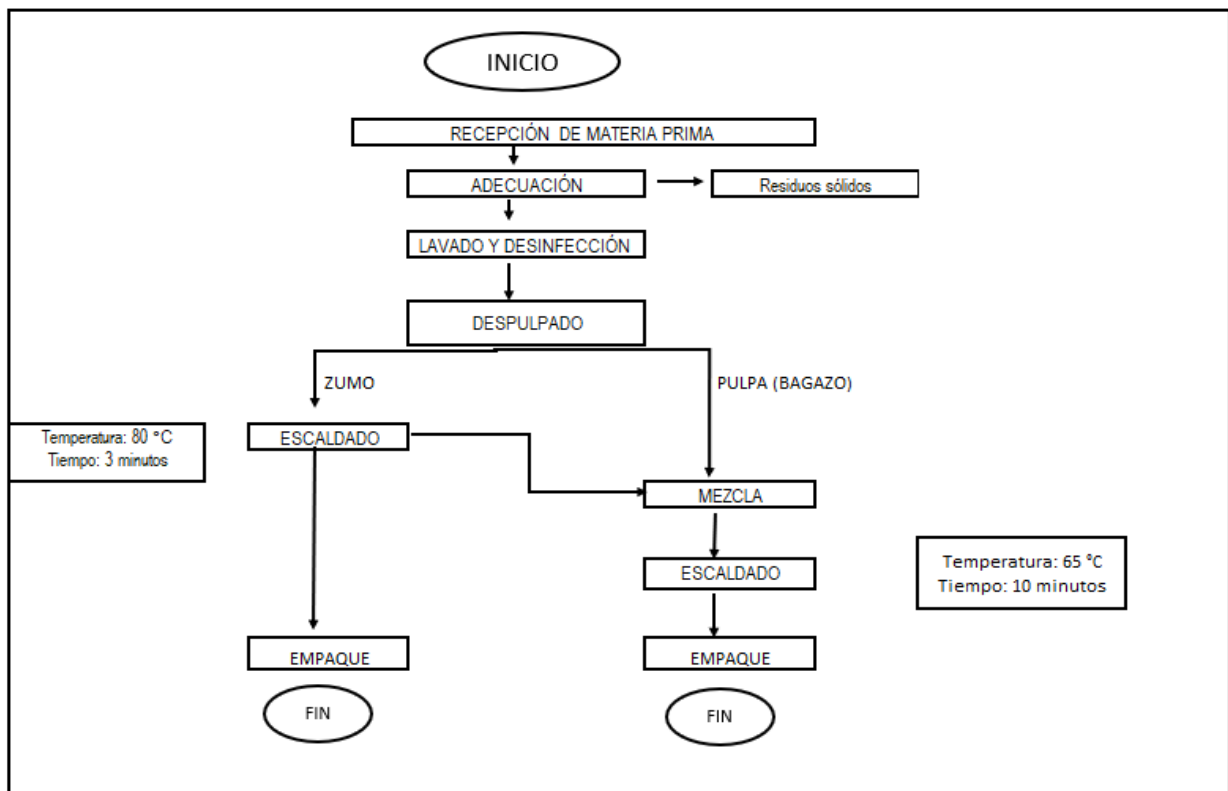 INICIO
RECEPCIÓN DE MATERIA PRIMA
ADECUACIÓN
Residuos sólidos
LAVADO Y DESINFECCIÓN
DESPULPADO
ZUMO
PULPA (BAGAZO)
Temperatura: 80 °C
Tiempo: 3 minutos
ESCALDADO
MEZCLA
Temperatura: 65 ºC
Tiempo: 10 minutos
ESCALDADO
EMPAQUE
EMPAQUE
FIN
FIN